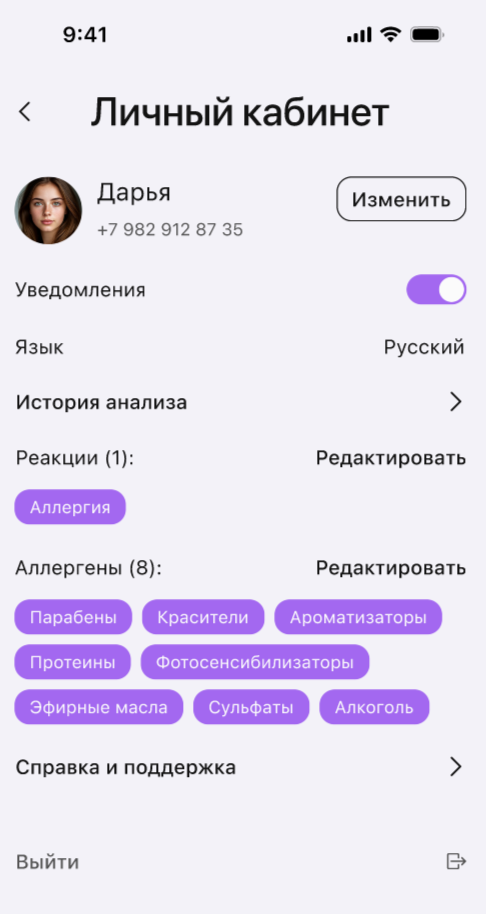 9:41
Личный кабинет
Дарья
Изменить
+7 982 912 87 35
Уведомления
Язык Русский
История анализа
Реакции (1): Редактировать
Аллергия
Аллергены (8): Редактировать
Парабены Красители Ароматизаторы
Протеины Фотосенсибилизаторы
Эфирные масла Сульфаты Алкоголь
Справка и поддержка
Выйти